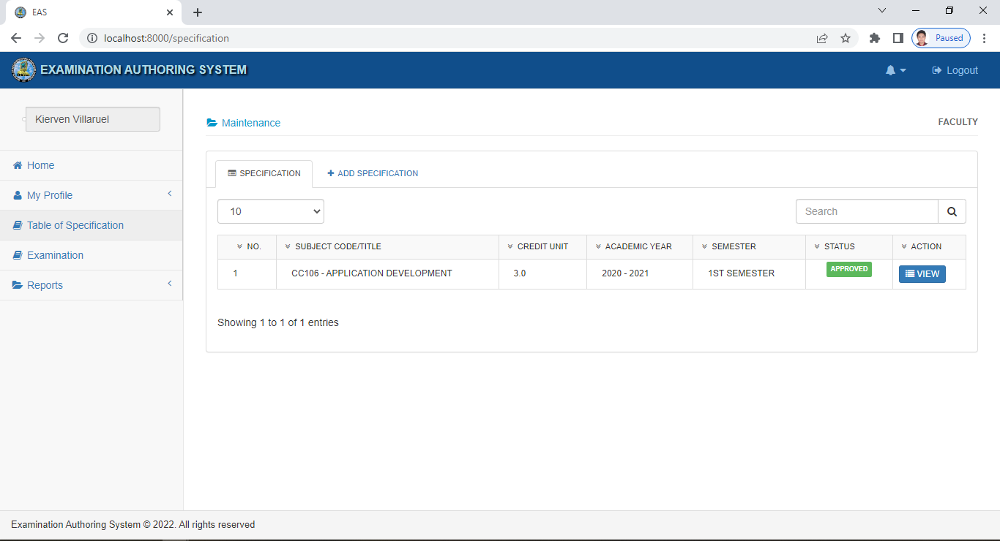 EAS
localhost:8000/specification
Paused
EXAMINATION AUTHORING SYSTEM
Logout
Kierven Villaruel
Maintenance
FACULTY
Home
My Profile
Table of Specification
Examination
Reports
SPECIFICATION ADD SPECIFICATION
10
Search
NO. SUBJECT CODE/TITLE CREDIT UNIT ACADEMIC YEAR SEMESTER STATUS ACTION
1 CC106 - APPLICATION DEVELOPMENT 3.0 2020 - 2021 1ST SEMESTER APPROVED VIEW
Showing 1 to 1 of 1 entries
Examination Authoring System © 2022. All rights reserved